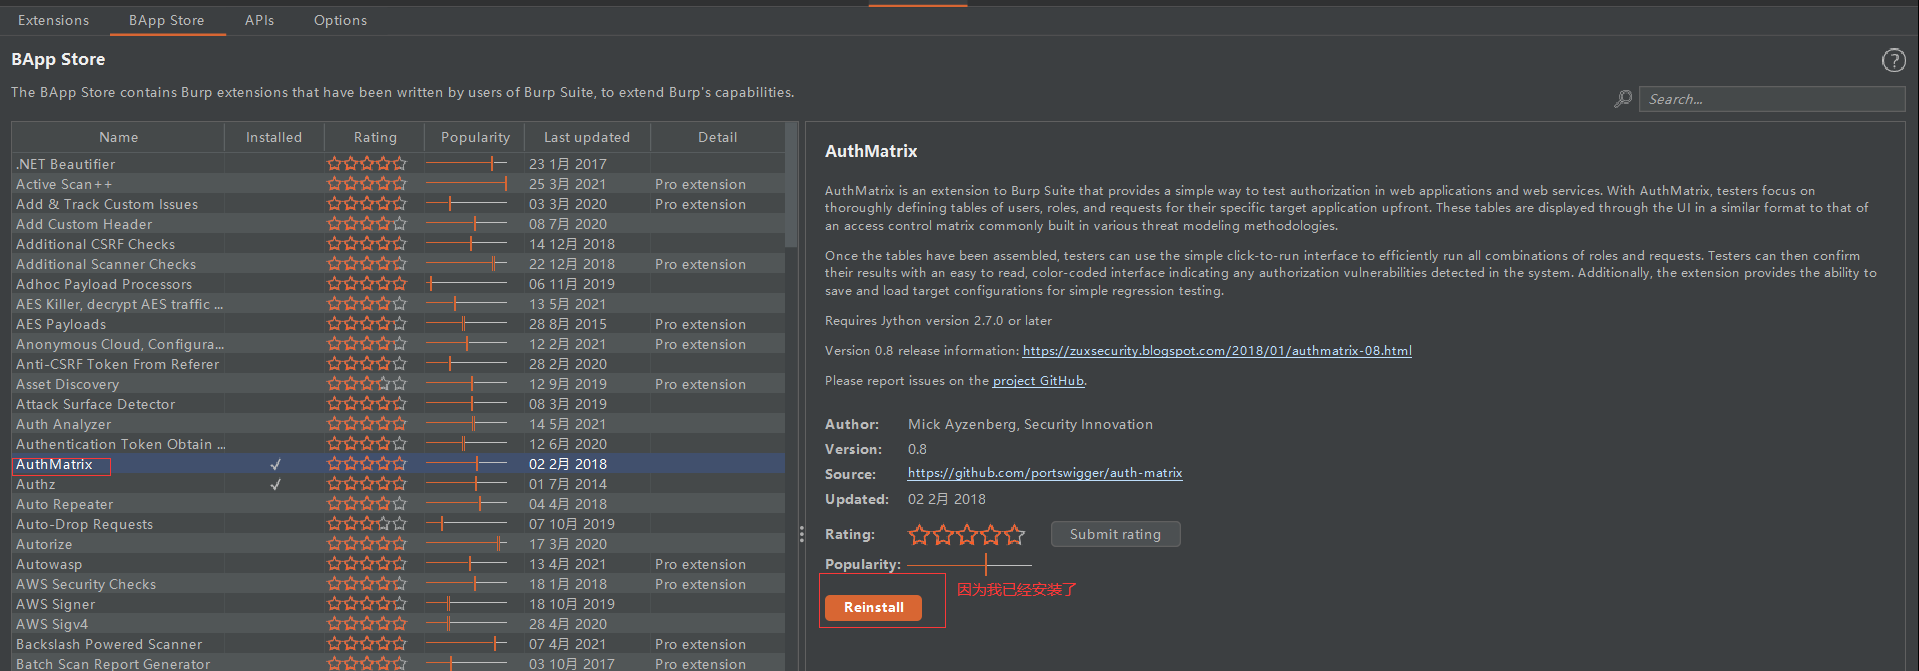 Extensions BApp Store APIs Options
BApp Store
The BApp Store contains Burp extensions that have been written by users of Burp Suite, to extend Burp's capabilities.
Search...
Name Installed Rating Popularity Last updated Detail
.NET Beautifier 23 1月 2017
Active Scan++ 25 3月 2021 Pro extension
Add & Track Custom Issues 03 3月 2020 Pro extension
Add Custom Header 08 7月 2020
Additional CSRF Checks 14 12月 2018
Additional Scanner Checks 22 12月 2018 Pro extension
Adhoc Payload Processors 06 11月 2019
AES Killer, decrypt AES traffic ... 13 5月 2021
AES Payloads 28 8月 2015 Pro extension
Anonymous Cloud, Configura... 12 2月 2021 Pro extension
Anti-CSRF Token From Referer 28 2月 2020
Asset Discovery 12 9月 2019 Pro extension
Attack Surface Detector 08 3月 2019
Auth Analyzer 14 5月 2021
Authentication Token Obtain ... 12 6月 2020
AuthMatrix ✓ 02 2月 2018
Authz ✓ 01 7月 2014
Auto Repeater 04 4月 2018
Auto-Drop Requests 07 10月 2019
Autorize 17 3月 2020
Autowasp 13 4月 2021 Pro extension
AWS Security Checks 18 1月 2018 Pro extension
AWS Signer 18 10月 2019
AWS Sigv4 28 4月 2020
Backslash Powered Scanner 07 4月 2021 Pro extension
Batch Scan Report Generator 03 10月 2017 Pro extension
AuthMatrix
AuthMatrix is an extension to Burp Suite that provides a simple way to test authorization in web applications and web services. With AuthMatrix, testers focus on
thoroughly defining tables of users, roles, and requests for their specific target application upfront. These tables are displayed through the UI in a similar format to that of
an access control matrix commonly built in various threat modeling methodologies.
Once the tables have been assembled, testers can use the simple click-to-run interface to efficiently run all combinations of roles and requests. Testers can then confirm
their results with an easy to read, color-coded interface indicating any authorization vulnerabilities detected in the system. Additionally, the extension provides the ability to
save and load target configurations for simple regression testing.
Requires Jython version 2.7.0 or later
Version 0.8 release information: https://zuxsecurity.blogspot.com/2018/01/authmatrix-08.html
Please report issues on the project GitHub.
Author: Mick Ayzenberg, Security Innovation
Version: 0.8
Source: https://github.com/portswigger/auth-matrix
Updated: 02 2月 2018
Rating: Submit rating
Popularity:
因为我已经安装了
Reinstall